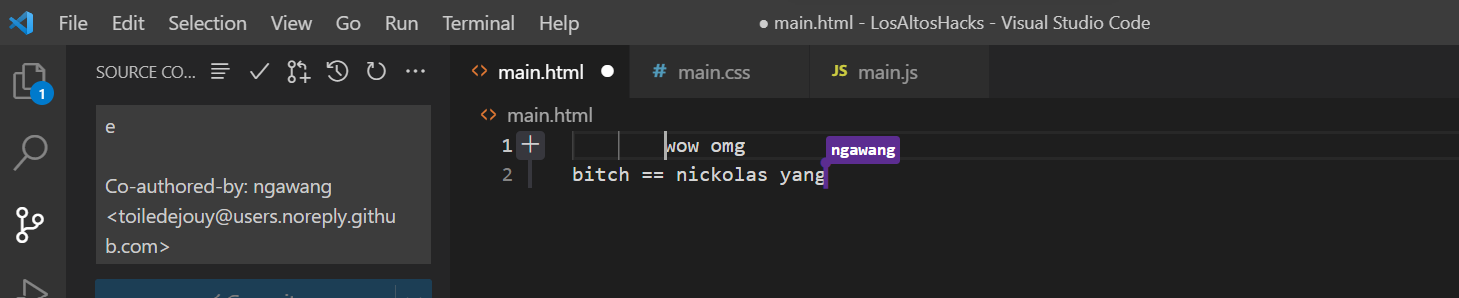 File Edit Selection View Go Run Terminal Help ● main.html - LosAltosHacks - Visual Studio Code
SOURCE CO...
main.html ●
# main.css
JS main.js
main.html
1
e
Co-authored-by: ngawang
<toiledejouy@users.noreply.githu
b.com>
1 wow omg
ngawang
2 bitch == nickolas yang